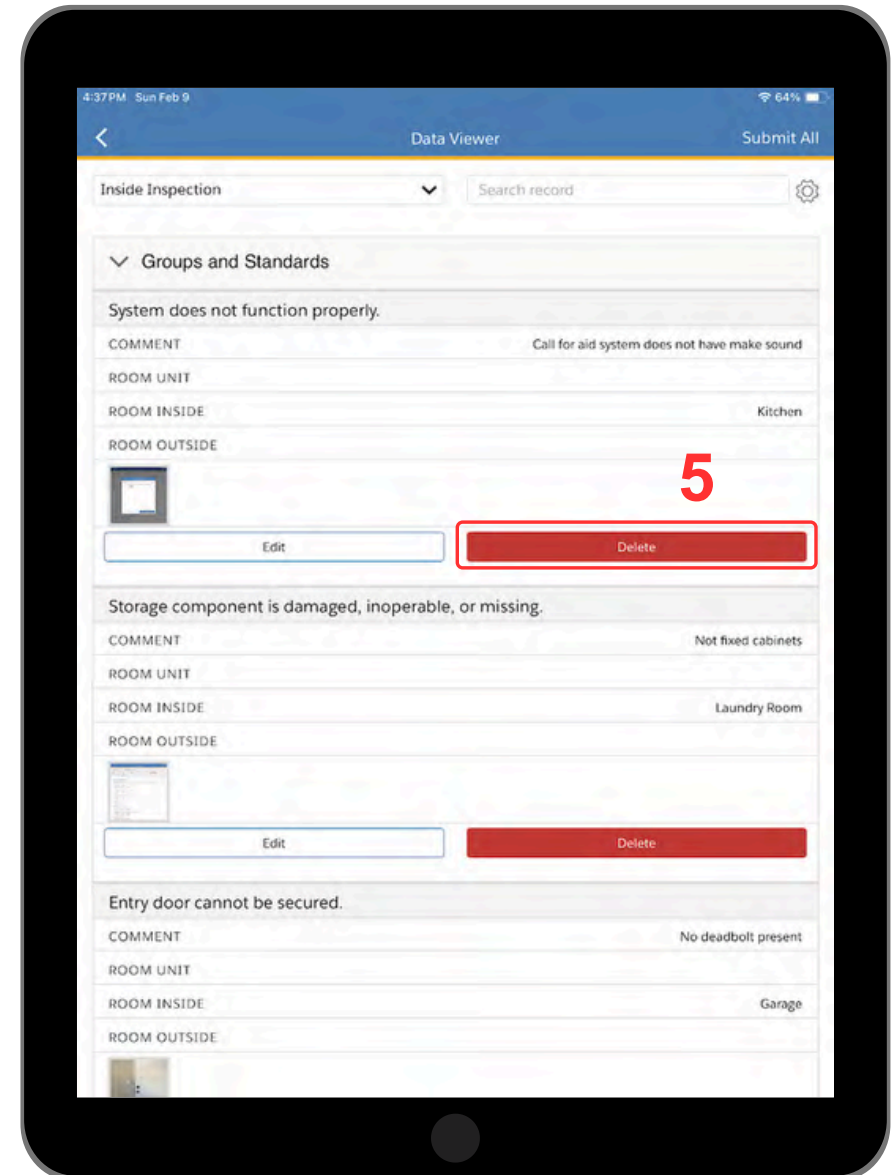 4:37 PM Sun Feb 9 64%
Data Viewer Submit All
Inside Inspection Search record
Groups and Standards
System does not function properly.
COMMENT Call for aid system does not have make sound
ROOM UNIT
ROOM INSIDE Kitchen
ROOM OUTSIDE
5
Edit Delete
Storage component is damaged, inoperable, or missing.
COMMENT Not fixed cabinets
ROOM UNIT
ROOM INSIDE Laundry Room
ROOM OUTSIDE
Edit Delete
Entry door cannot be secured.
COMMENT No deadbolt present
ROOM UNIT
ROOM INSIDE Garage
ROOM OUTSIDE